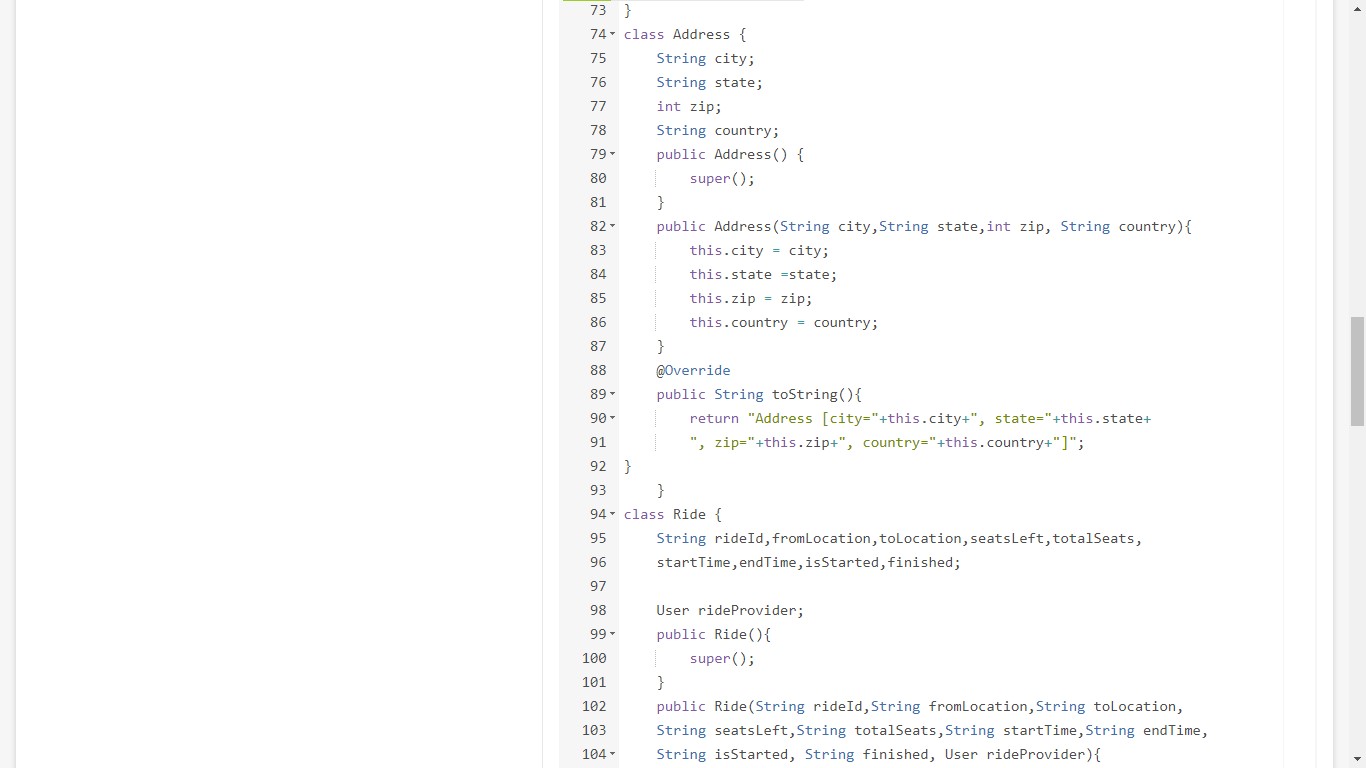 73 }
74 class Address {
75     String city;
76     String state;
77     int zip;
78     String country;
79     public Address() {
80         super();
81     }
82     public Address(String city,String state,int zip, String country){
83         this.city = city;
84         this.state =state;
85         this.zip = zip;
86         this.country = country;
87     }
88     @Override
89     public String toString(){
90         return "Address [city="+this.city+", state="+this.state+
91         ", zip="+this.zip+", country="+this.country+"]";
92 }
93     }
94 class Ride {
95     String rideId,fromLocation,toLocation,seatsLeft,totalSeats,
96     startTime,endTime,isStarted,finished;
97
98     User rideProvider;
99     public Ride(){
100         super();
101     }
102     public Ride(String rideId,String fromLocation,String toLocation,
103     String seatsLeft,String totalSeats,String startTime,String endTime,
104     String isStarted, String finished, User rideProvider){